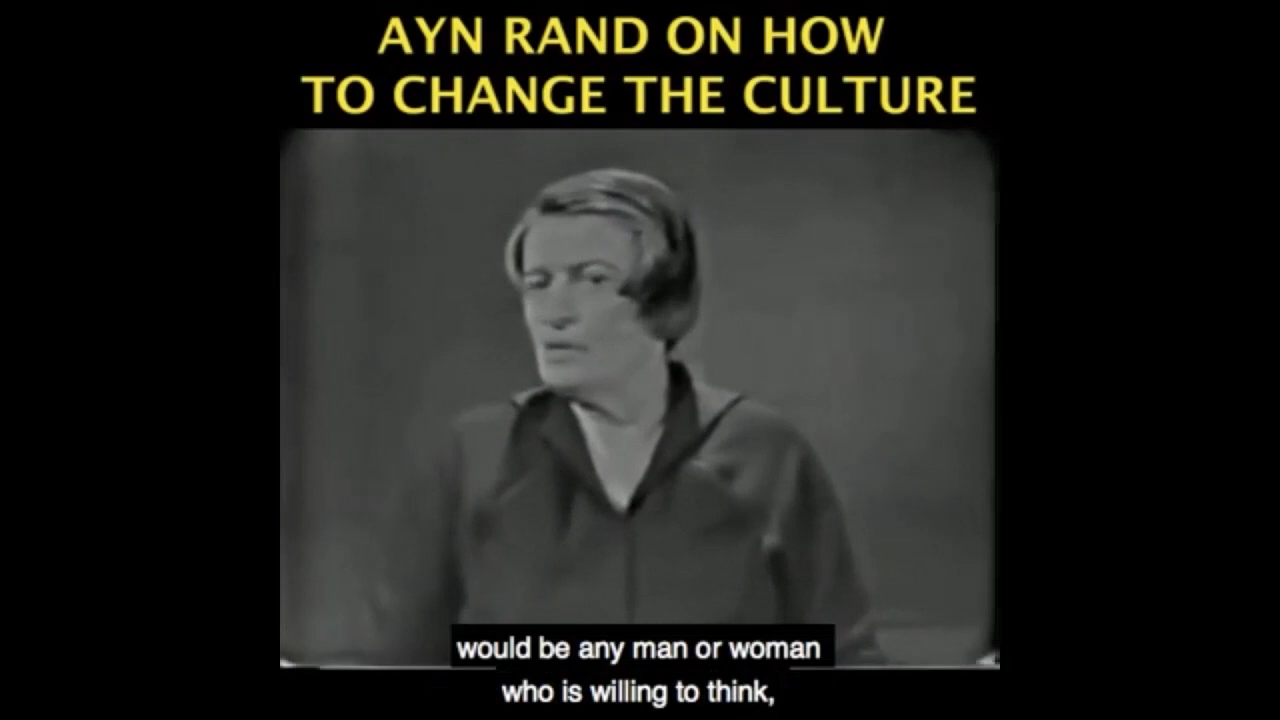 AYN RAND ON HOW
TO CHANGE THE CULTURE
would be any man or woman
who is willing to think,